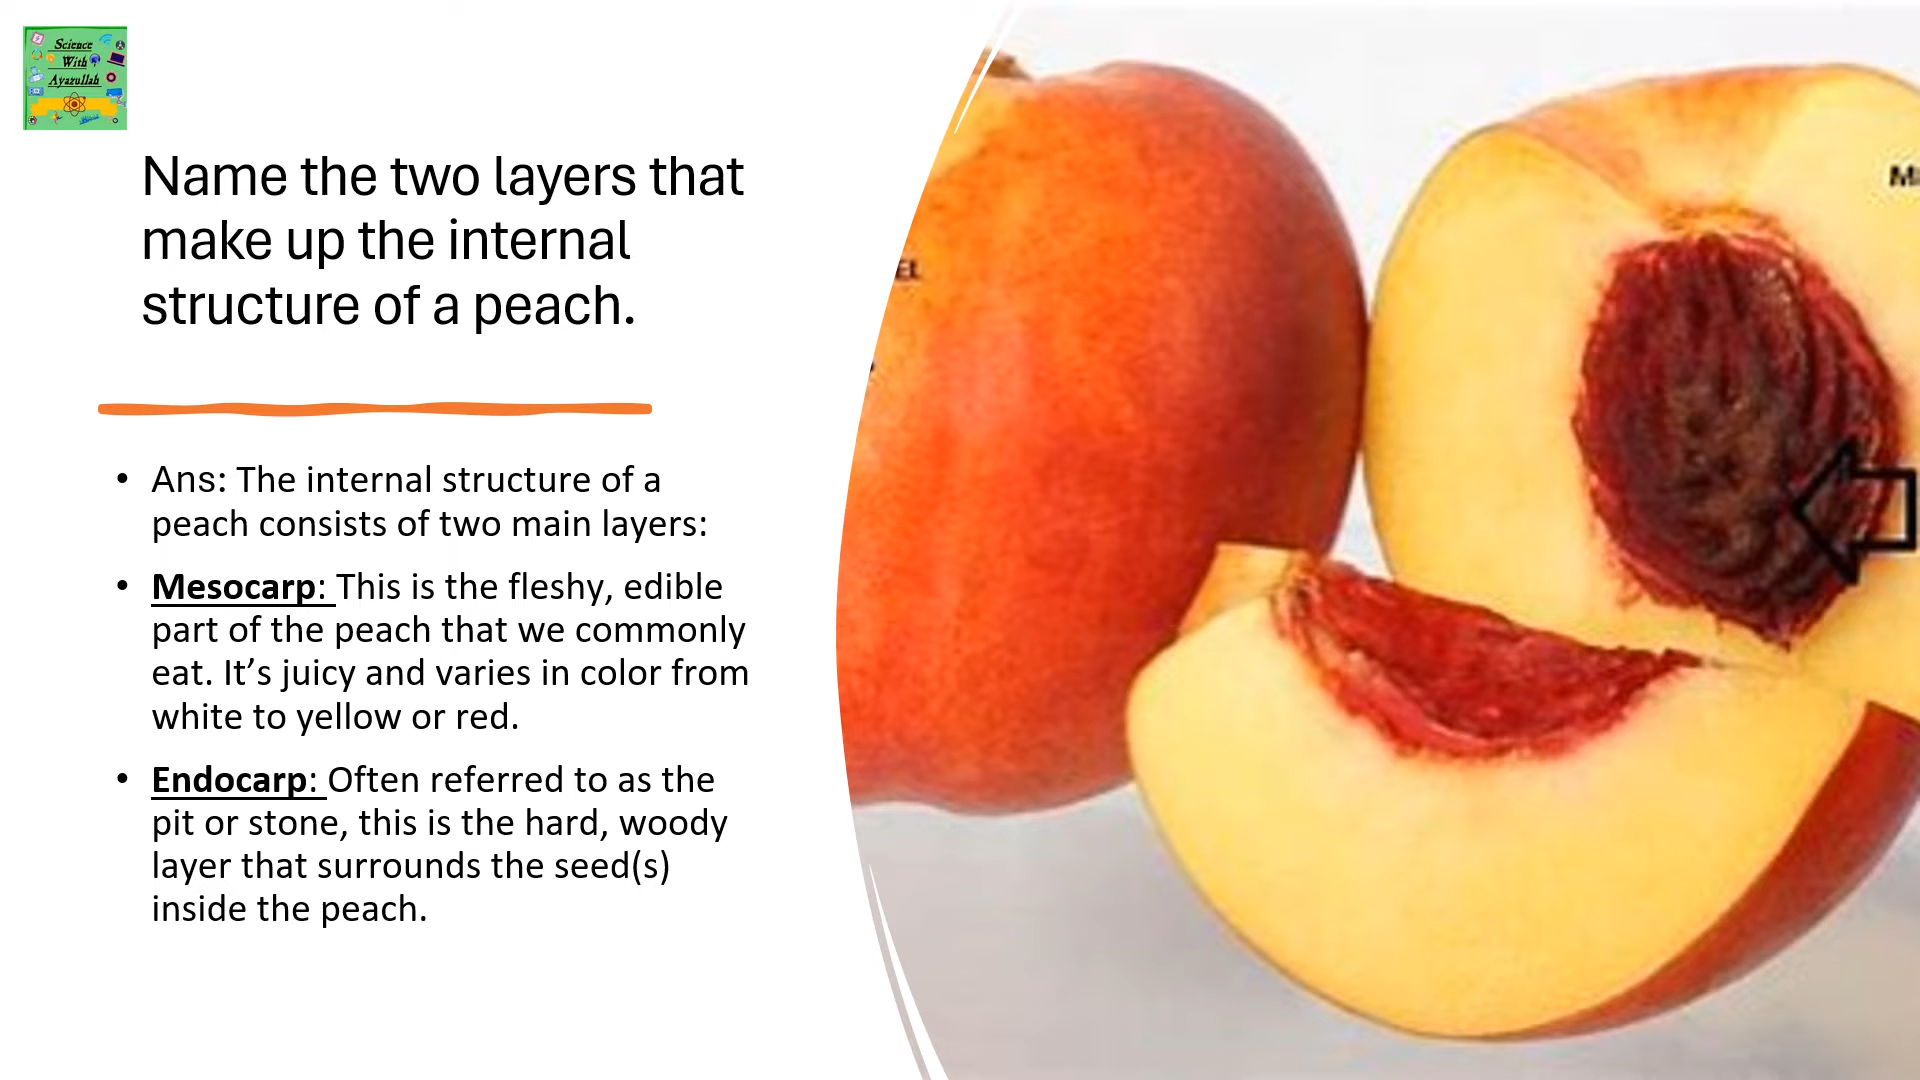 Science
With
Ayazullah
Name the two layers that
make up the internal
structure of a peach.
• Ans: The internal structure of a
peach consists of two main layers:
• Mesocarp: This is the fleshy, edible
part of the peach that we commonly
eat. It’s juicy and varies in color from
white to yellow or red.
• Endocarp: Often referred to as the
pit or stone, this is the hard, woody
layer that surrounds the seed(s)
inside the peach.